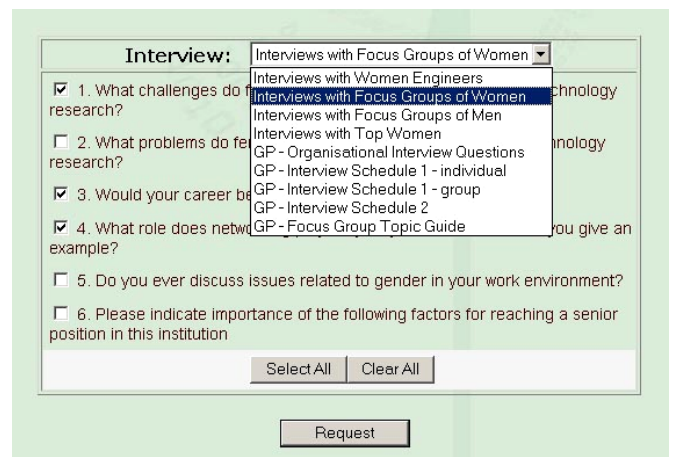 Interview: Interviews with Focus Groups of Women
Interviews with Women Engineers
Interviews with Focus Groups of Women
Interviews with Focus Groups of Men
Interviews with Top Women
GP - Organisational Interview Questions
GP - Interview Schedule 1 - individual
GP - Interview Schedule 1 - group
GP - Interview Schedule 2
GP - Focus Group Topic Guide
1. What challenges do
research?
2. What problems do
research?
3. Would your career
4. What role does you give an
example?
5. Do you ever discuss issues related to gender in your work environment?
6. Please indicate importance of the following factors for reaching a senior
position in this institution
Select All Clear All
Request